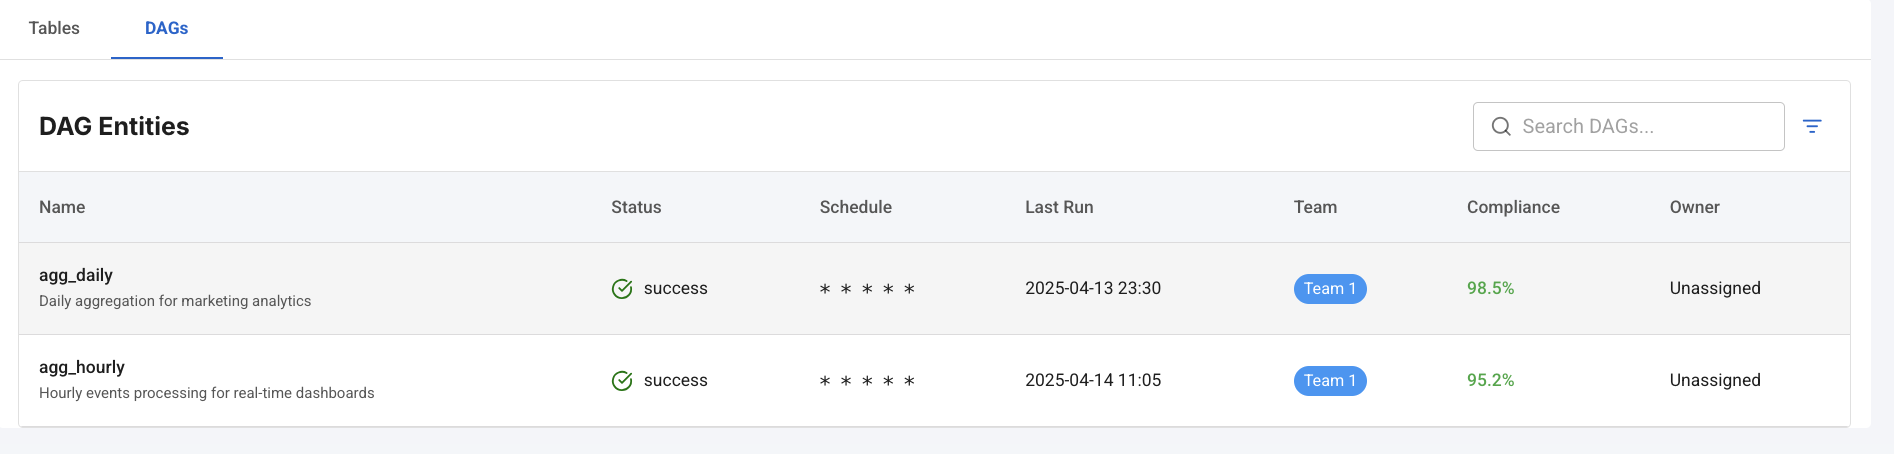 Tables DAGs
DAG Entities
Search DAGs...
Name Status Schedule Last Run Team Compliance Owner
agg_daily
Daily aggregation for marketing analytics
success * * * * * 2025-04-13 23:30 Team 1 98.5% Unassigned
agg_hourly
Hourly events processing for real-time dashboards
success * * * * * 2025-04-14 11:05 Team 1 95.2% Unassigned